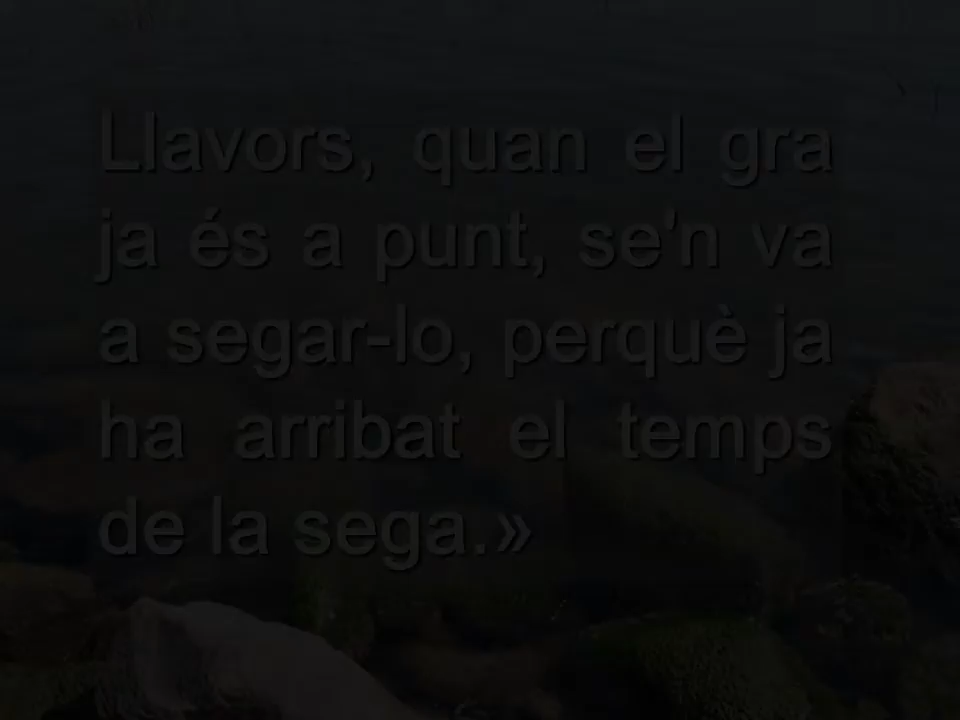 Llavors, quan el gra
ja és a punt, se'n va
a segar-lo, perquè ja
ha arribat el temps
de la sega.»